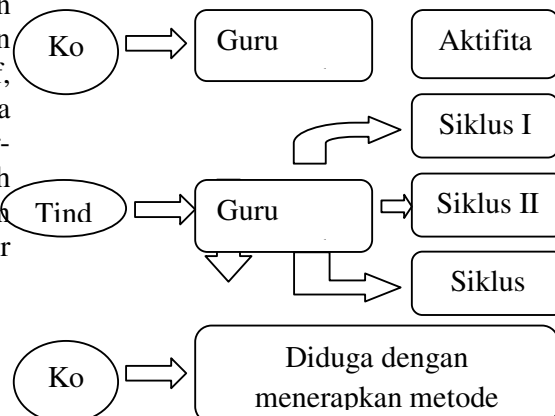 n
n
f,
a
r-
h
n
r
Ko
Guru
Aktifita
Siklus I
Tind
Guru
Siklus II
Siklus
Ko
Diduga dengan
menerapkan metode